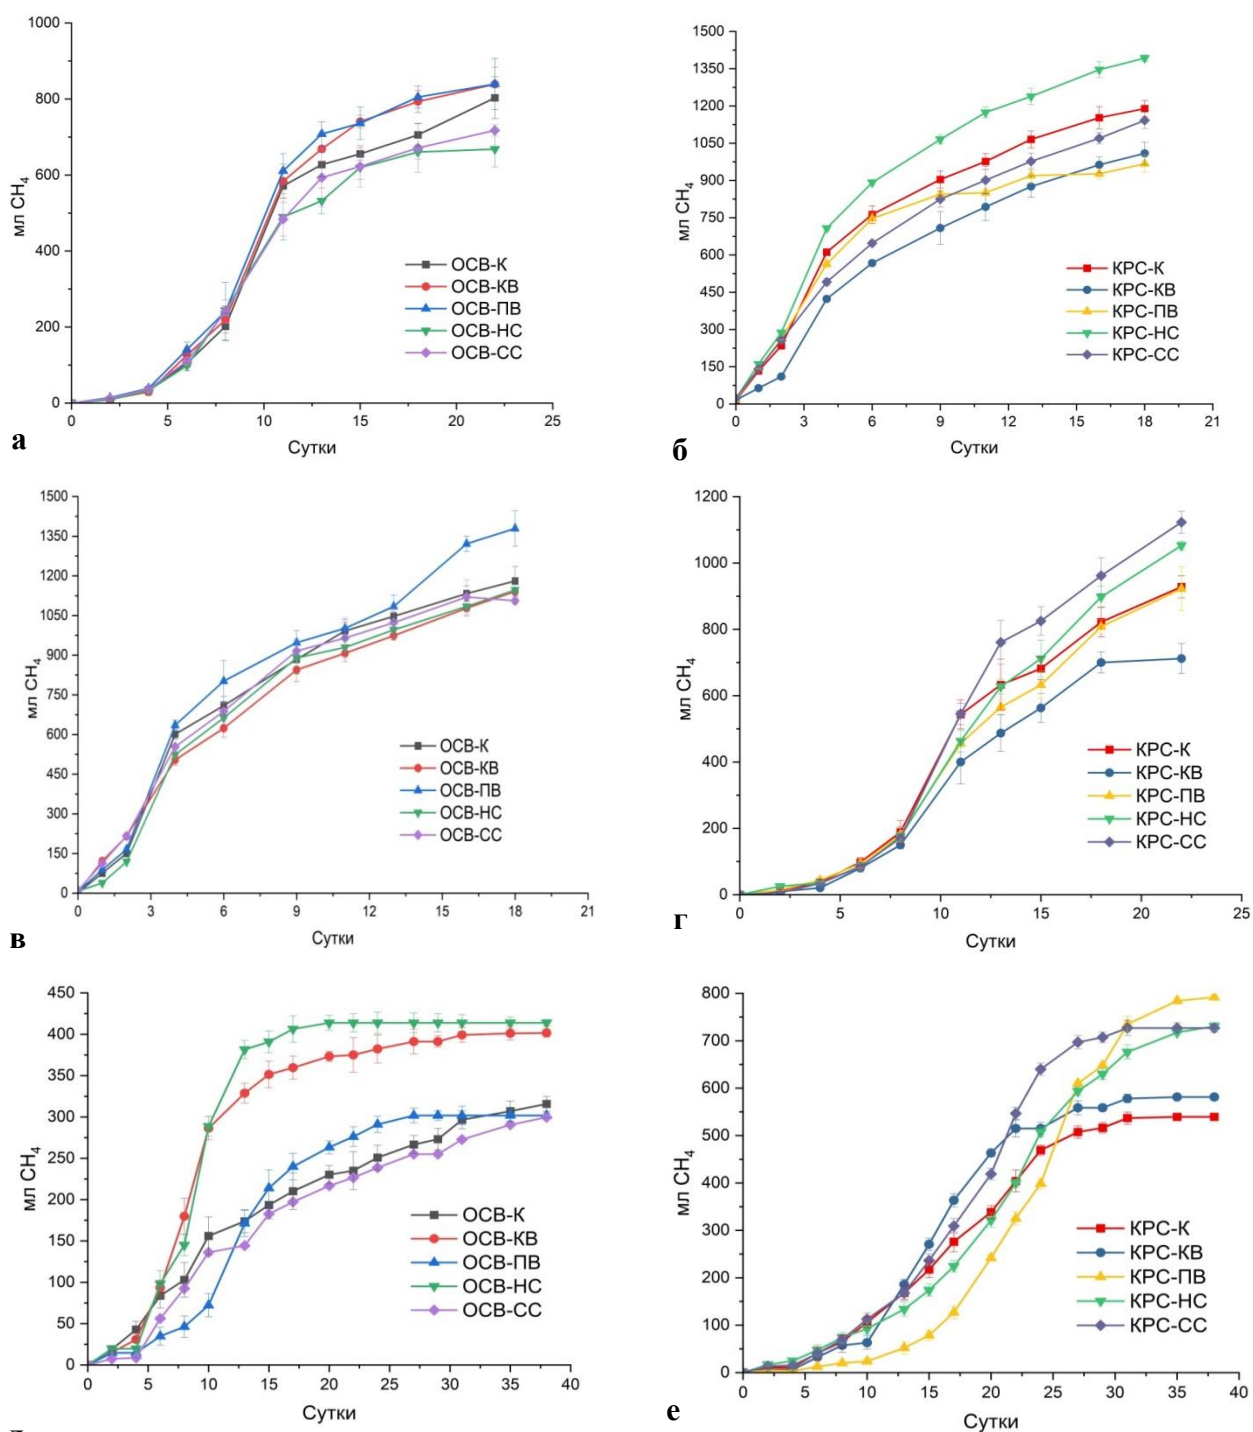 1000
800
600
400
200
0
мл CH₄
0 5 10 15 20 25
Сутки
ОСВ-К
ОСВ-КВ
ОСВ-ПВ
ОСВ-НС
ОСВ-СС
а
1500
1350
1200
1050
900
750
600
450
300
150
0
мл CH₄
0 3 6 9 12 15 18 21
Сутки
КРС-К
КРС-КВ
КРС-ПВ
КРС-НС
КРС-СС
б
1500
1350
1200
1050
900
750
600
450
300
150
0
мл CH₄
0 3 6 9 12 15 18 21
Сутки
ОСВ-К
ОСВ-КВ
ОСВ-ПВ
ОСВ-НС
ОСВ-СС
в
1200
1000
800
600
400
200
0
мл CH₄
0 5 10 15 20 25
Сутки
КРС-К
КРС-КВ
КРС-ПВ
КРС-НС
КРС-СС
г
450
400
350
300
250
200
150
100
50
0
мл CH₄
0 5 10 15 20 25 30 35 40
Сутки
ОСВ-К
ОСВ-КВ
ОСВ-ПВ
ОСВ-НС
ОСВ-СС
800
700
600
500
400
300
200
100
0
мл CH₄
0 5 10 15 20 25 30 35 40
Сутки
КРС-К
КРС-КВ
КРС-ПВ
КРС-НС
КРС-СС
е